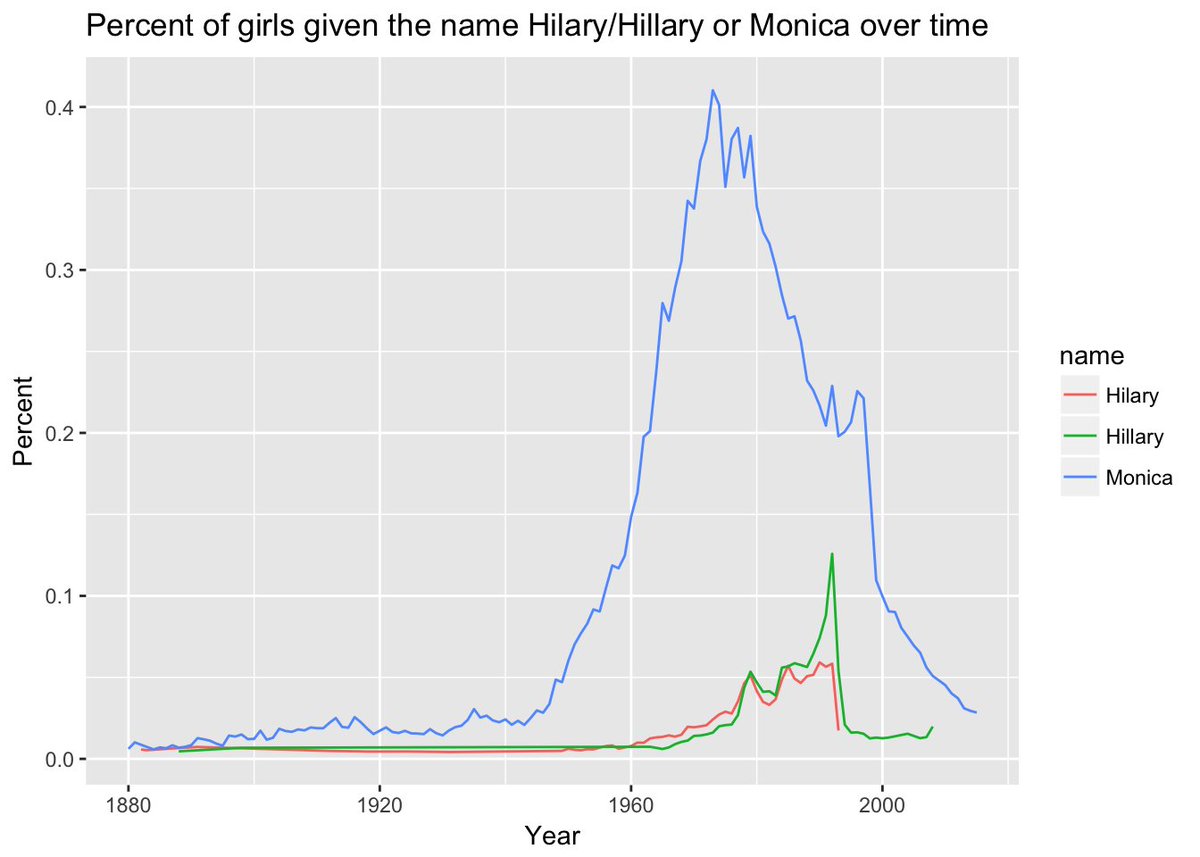 Percent of girls given the name Hilary/Hillary or Monica over time
0.4
0.3
0.2
0.1
0.0
Percent
1880
1920
1960
2000
Year
name
Hilary
Hillary
Monica